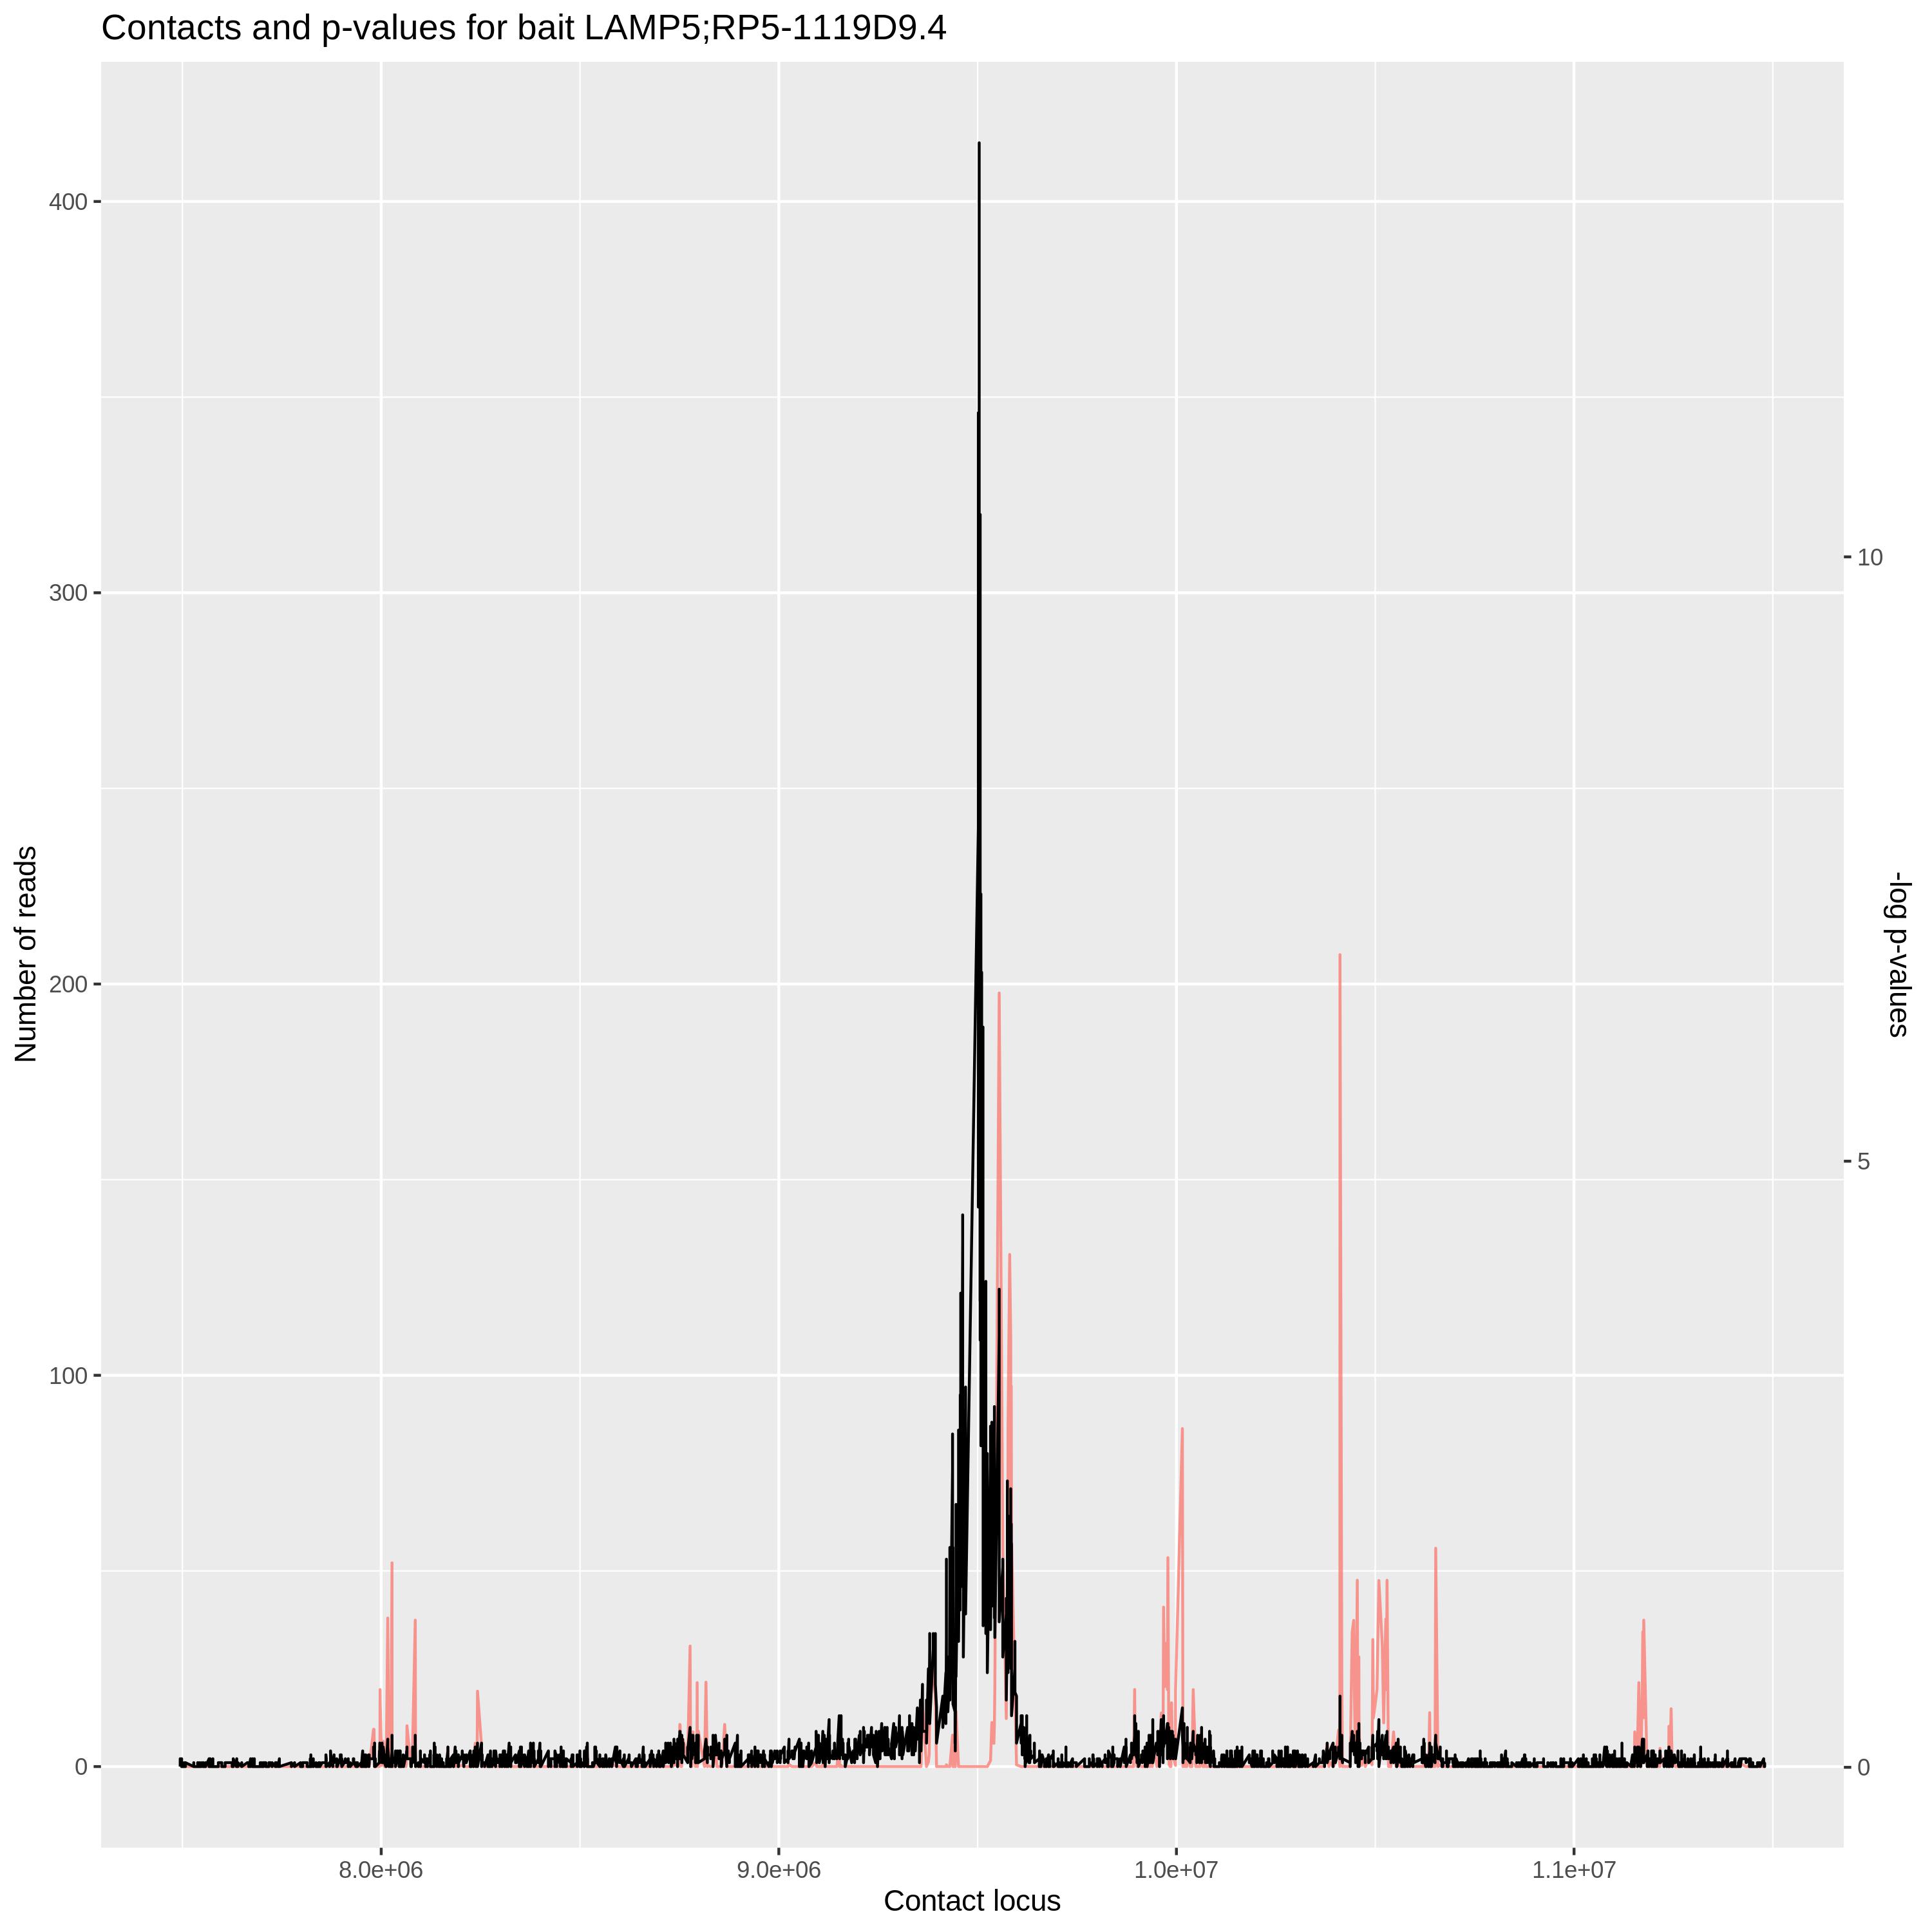 Contacts and p-values for bait LAMP5;RP5-1119D9.4
400
300
200
100
0
Number of reads
10
5
0
-log p-values
8.0e+06
9.0e+06
1.0e+07
1.1e+07
Contact locus